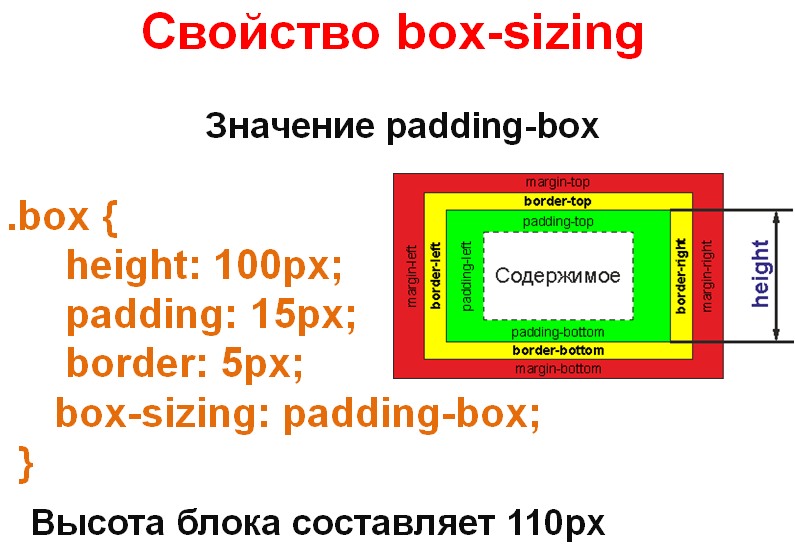 Свойство box-sizing
Значение padding-box
.box {
height: 100px;
padding: 15px;
border: 5px;
box-sizing: padding-box;
}
margin-top
border-top
padding-top
margin-left
border-left
padding-left
Содержимое
border-right
margin-right
height
padding-bottom
border-bottom
margin-bottom
Высота блока составляет 110px